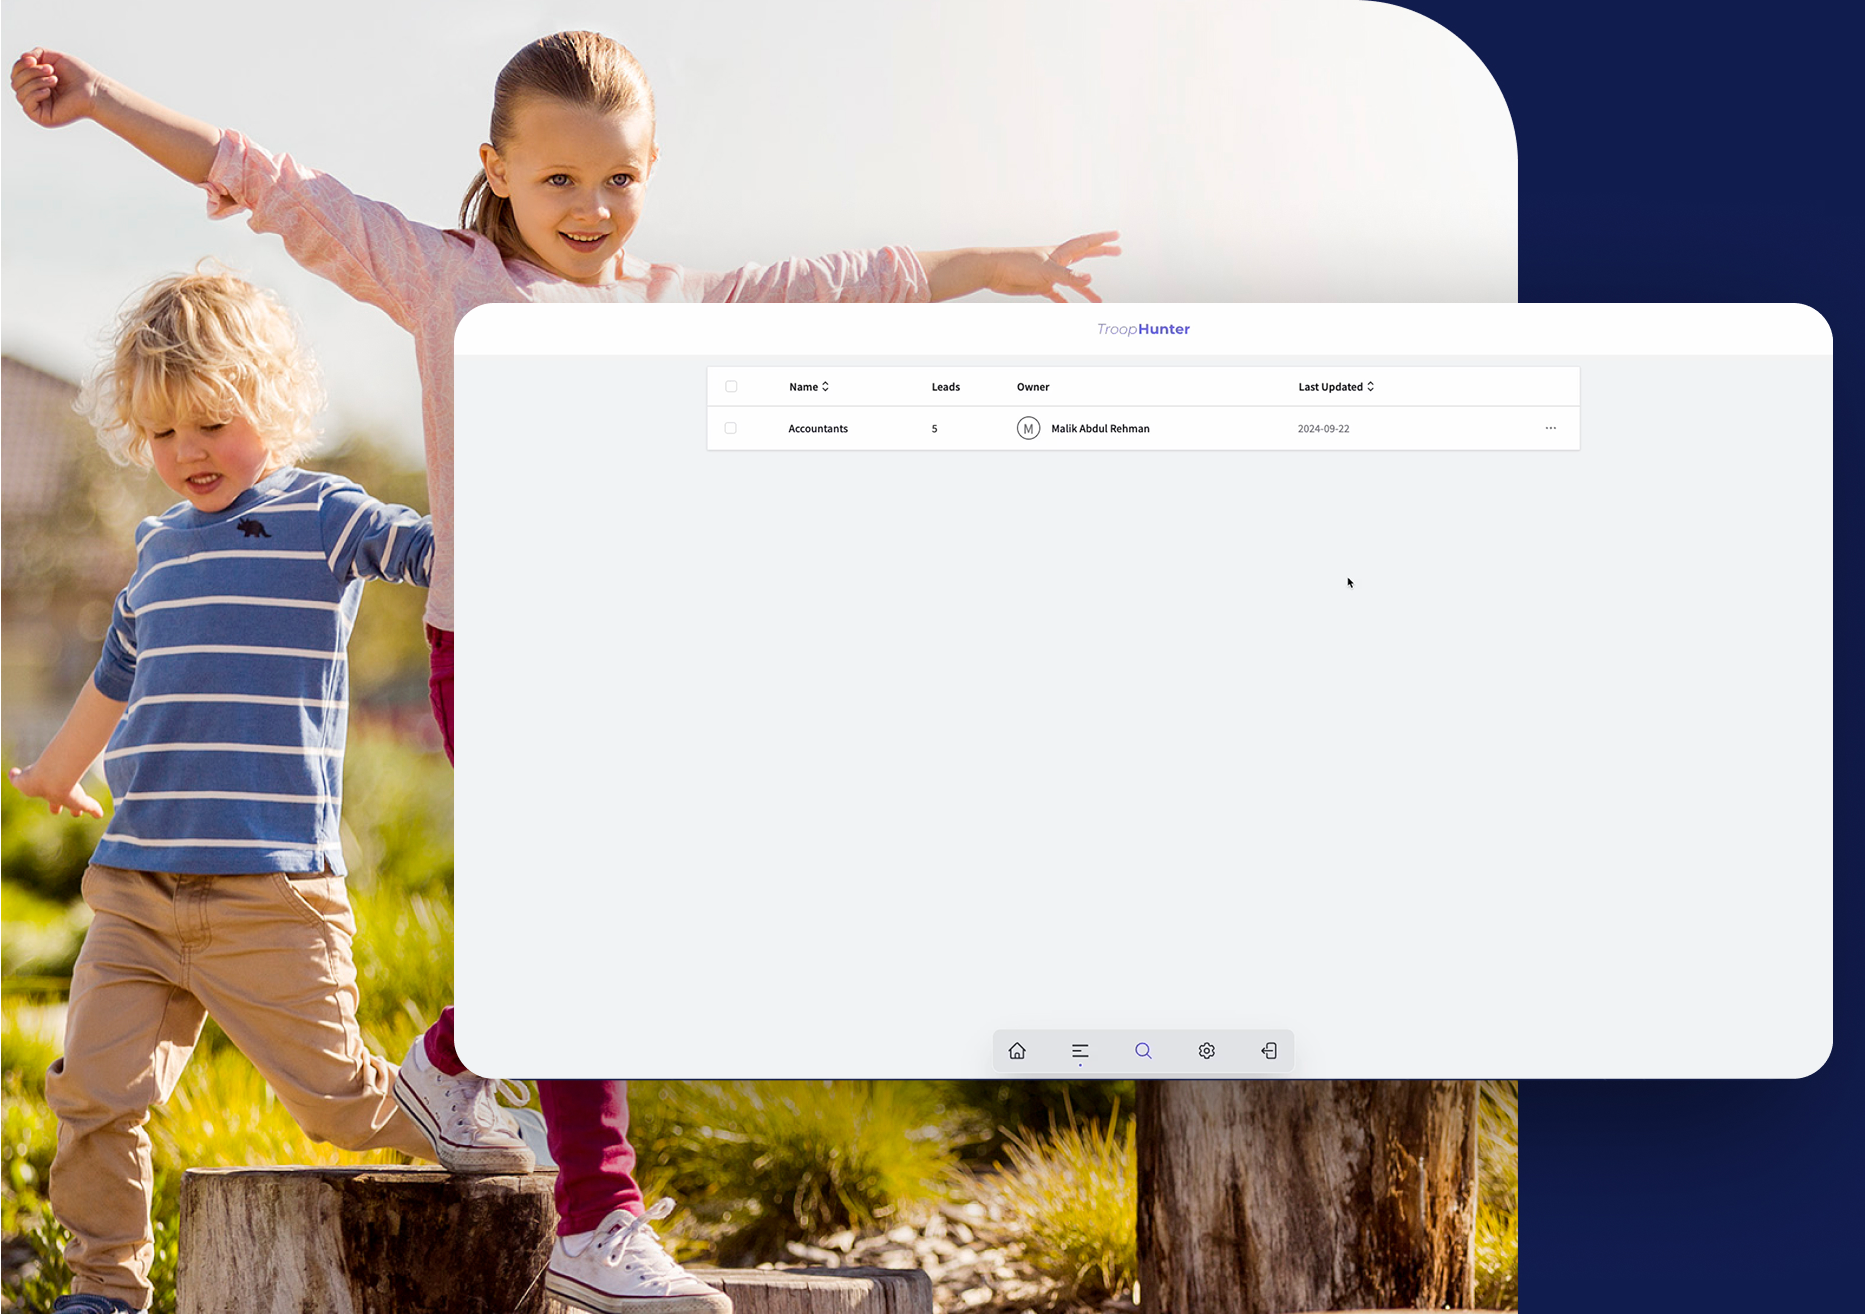 TroopHunter
Name Leads Owner Last Updated
Accountants 5 M Malik Abdul Rehman 2024-09-22 ...